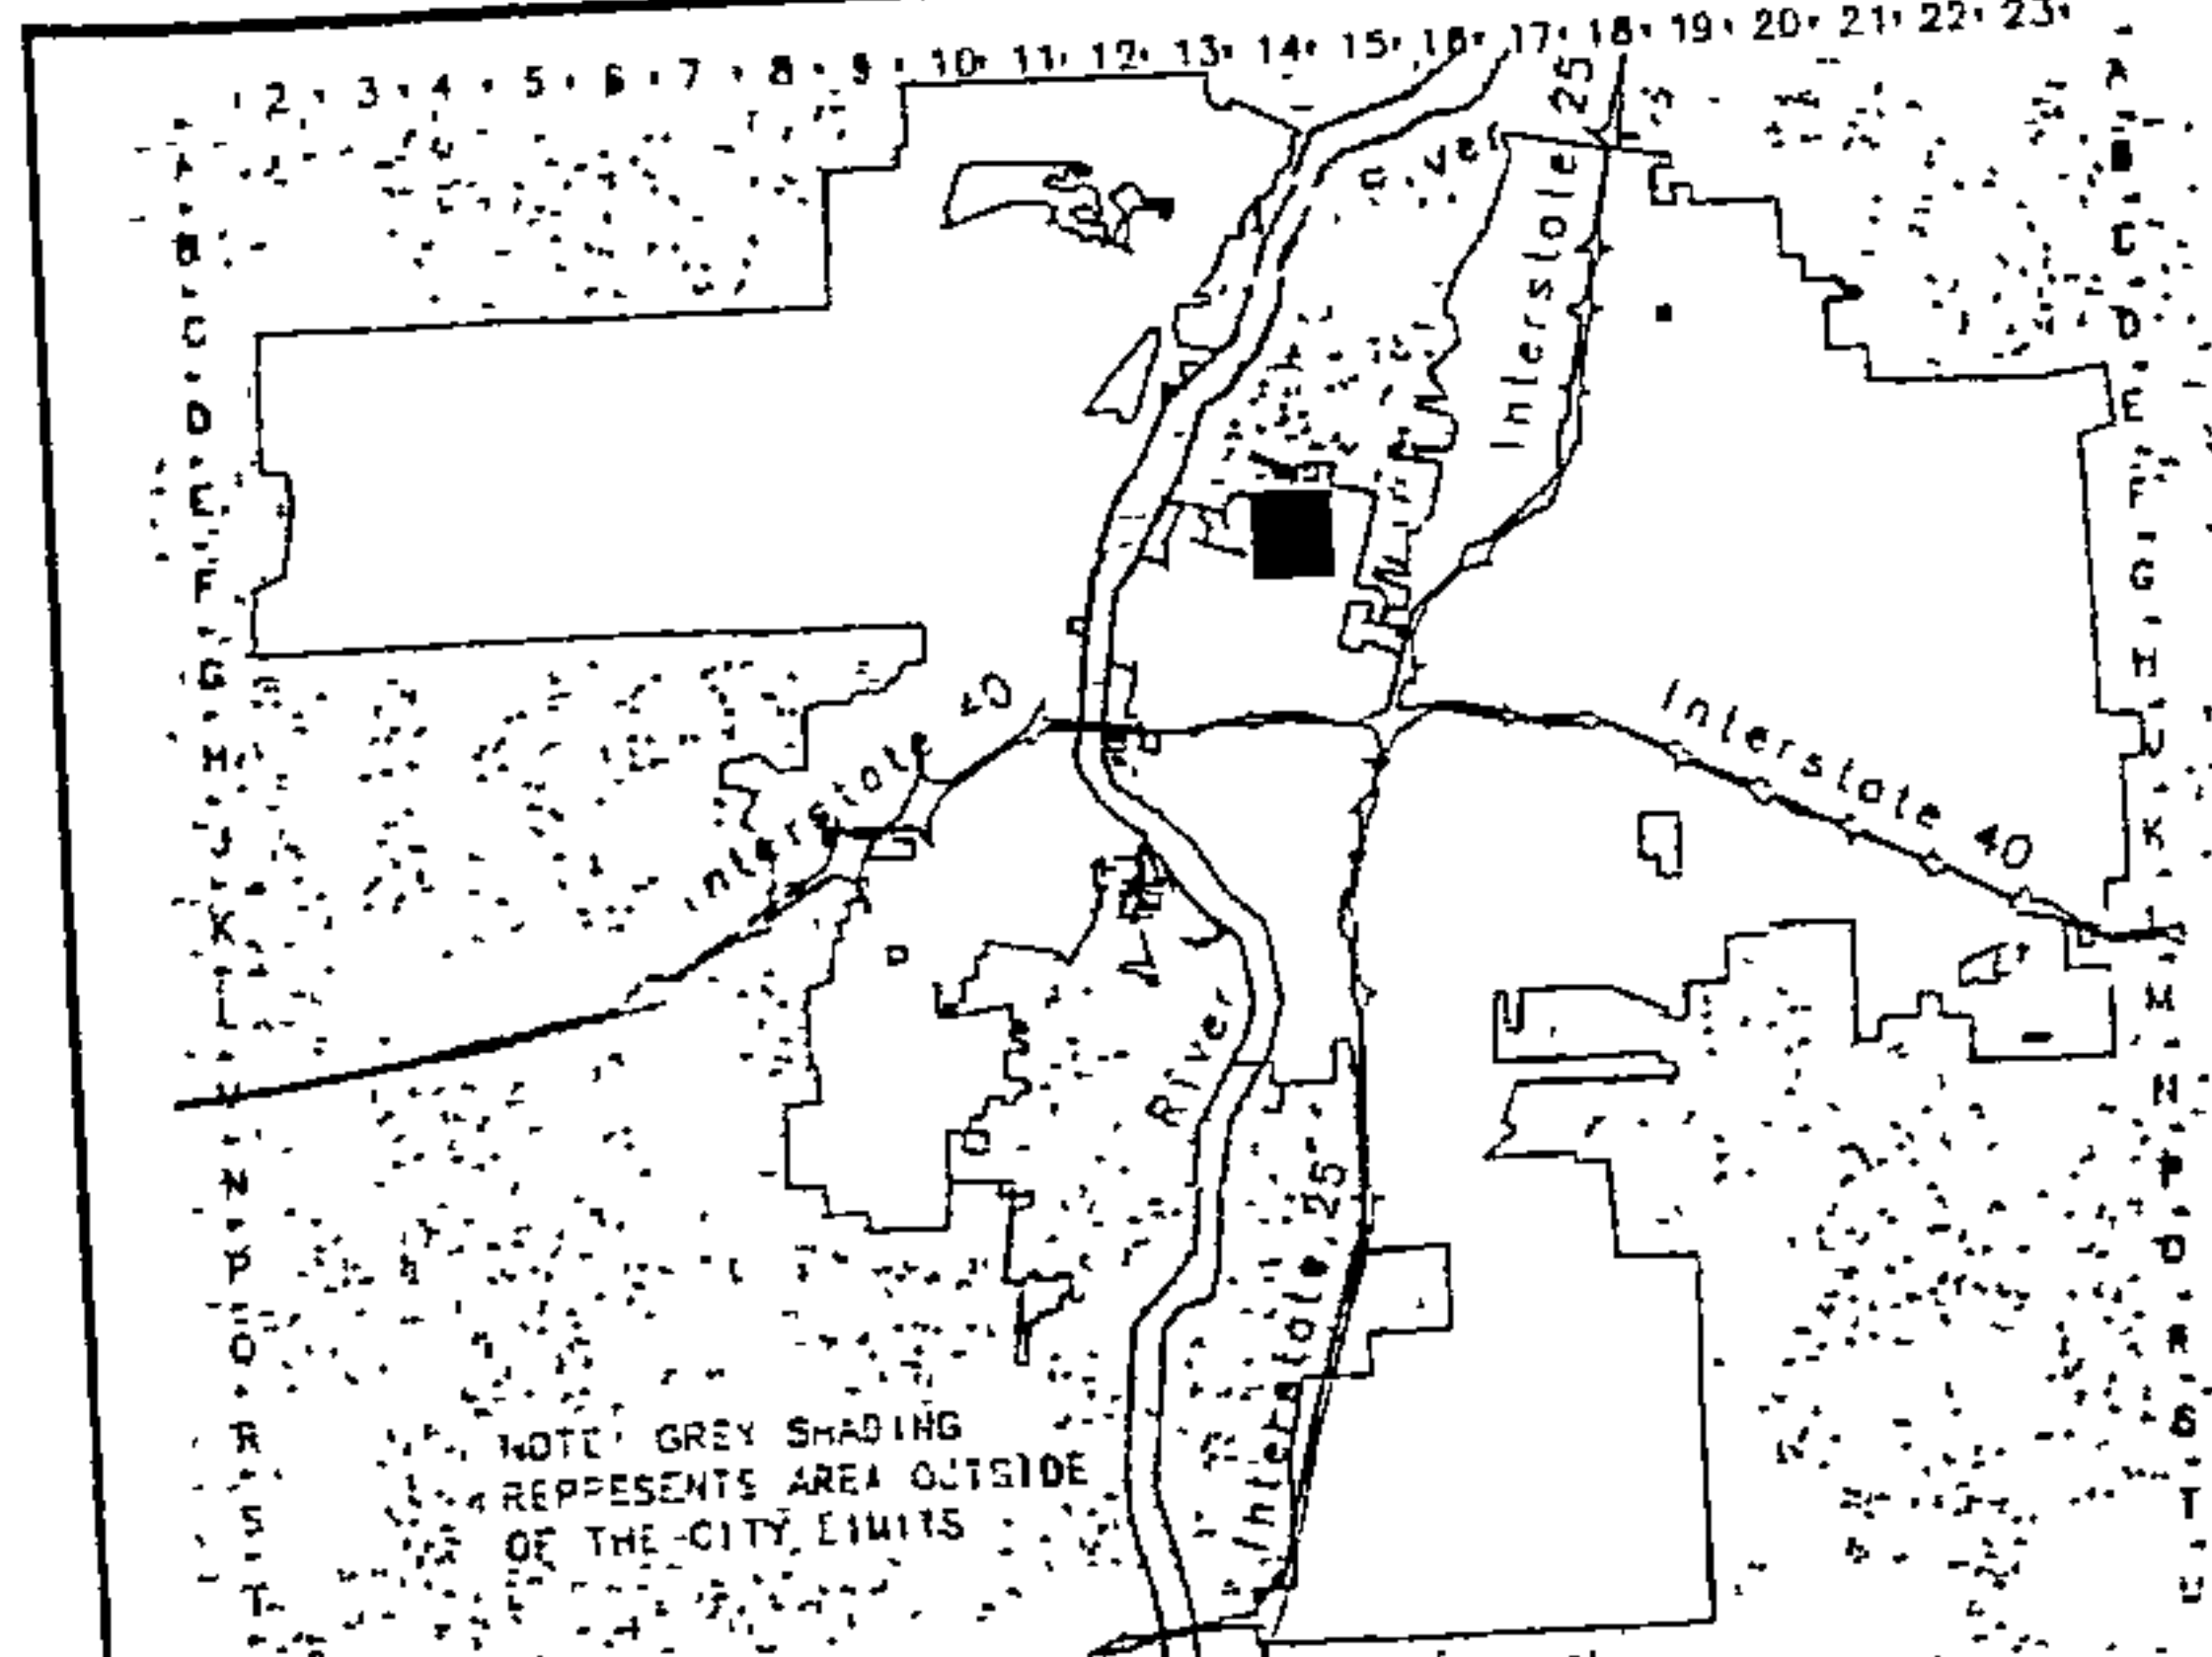 2 3 4 5 6 7 8 9 10 11 12 13 14 15 16 17 18 19 20 21 22 23
A
B
C
D
E
F
G
H
J
K
L
M
N
P
Q
R
S
T
A
B
C
D
E
F
G
H
J
K
L
M
N
P
Q
R
S
T
U
Interstate 25
Interstate 40
Interstate 40
River
Interstate 25
NOTE: GREY SHADING
REPRESENTS AREA OUTSIDE
OF THE CITY LIMITS